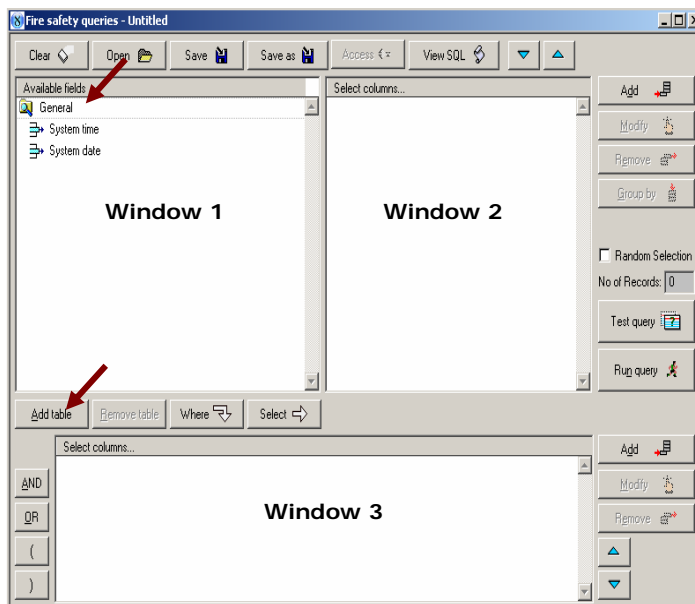 Fire safety queries - Untitled
Clear Open Save Save as Access View SQL
Available fields Select columns... Add
General
System time Modify
System date Remove
Window 1 Window 2 Group by
Random Selection
No of Records: 0
Test query
Run query
Add table Remove table Where Select
Select columns... Add
AND Modify
OR Window 3 Remove
(
)